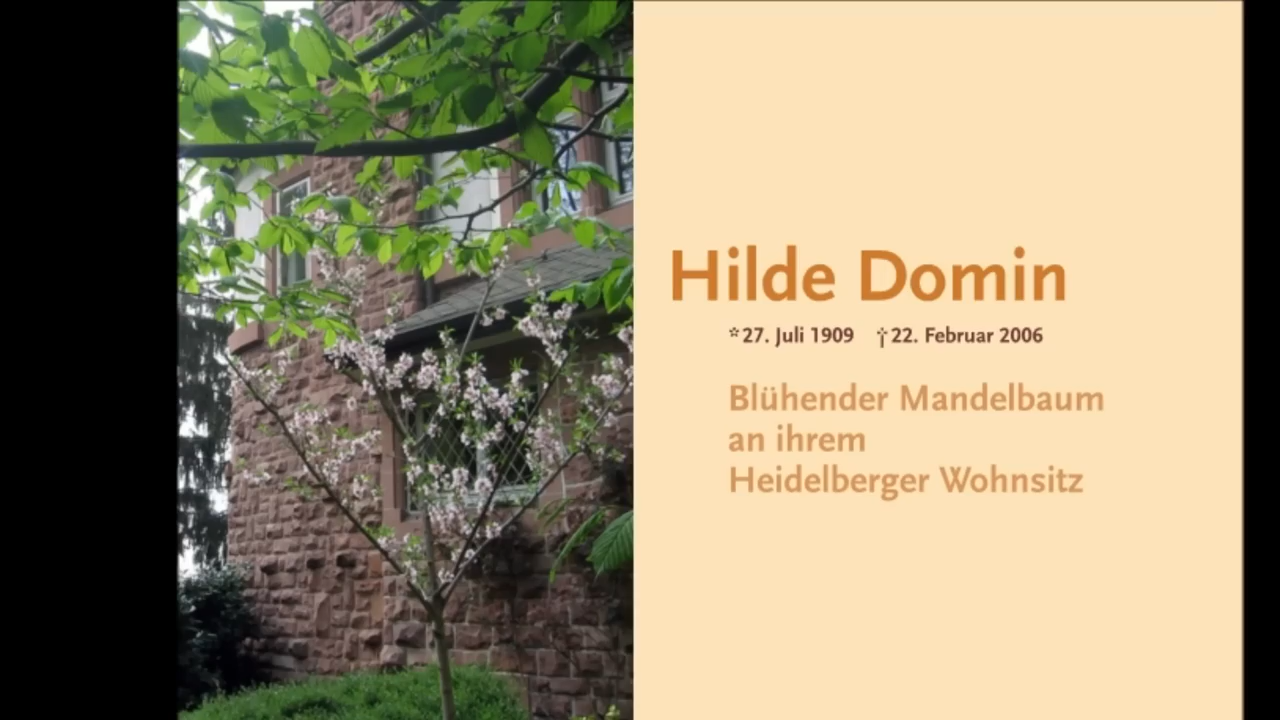 Hilde Domin
*27. Juli 1909 †22. Februar 2006
Blühender Mandelbaum
an ihrem
Heidelberger Wohnsitz